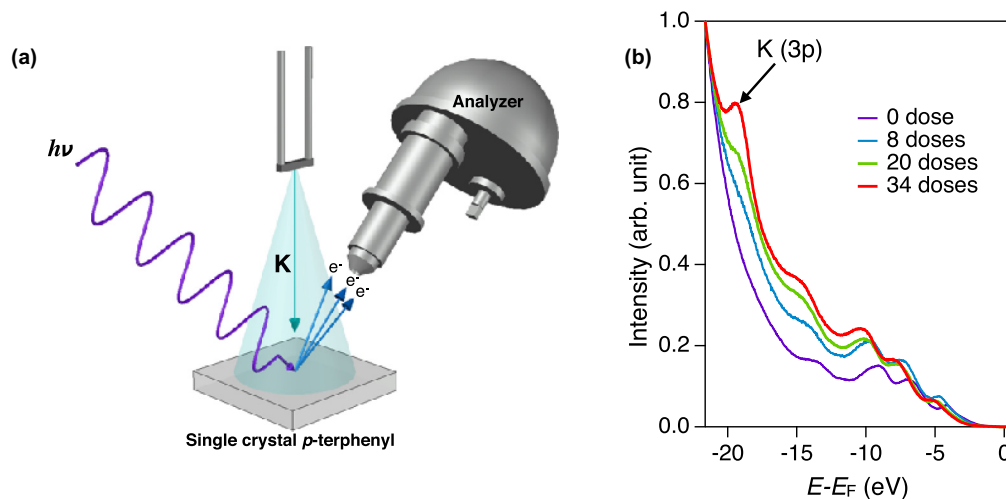 (a)
hν
Analyzer
K
e-
e-
e-
Single crystal p-terphenyl
(b)
K (3p)
0 dose
8 doses
20 doses
34 doses
Intensity (arb. unit)
1.0
0.8
0.6
0.4
0.2
0.0
-20
-15
-10
-5
0
E-EF (eV)